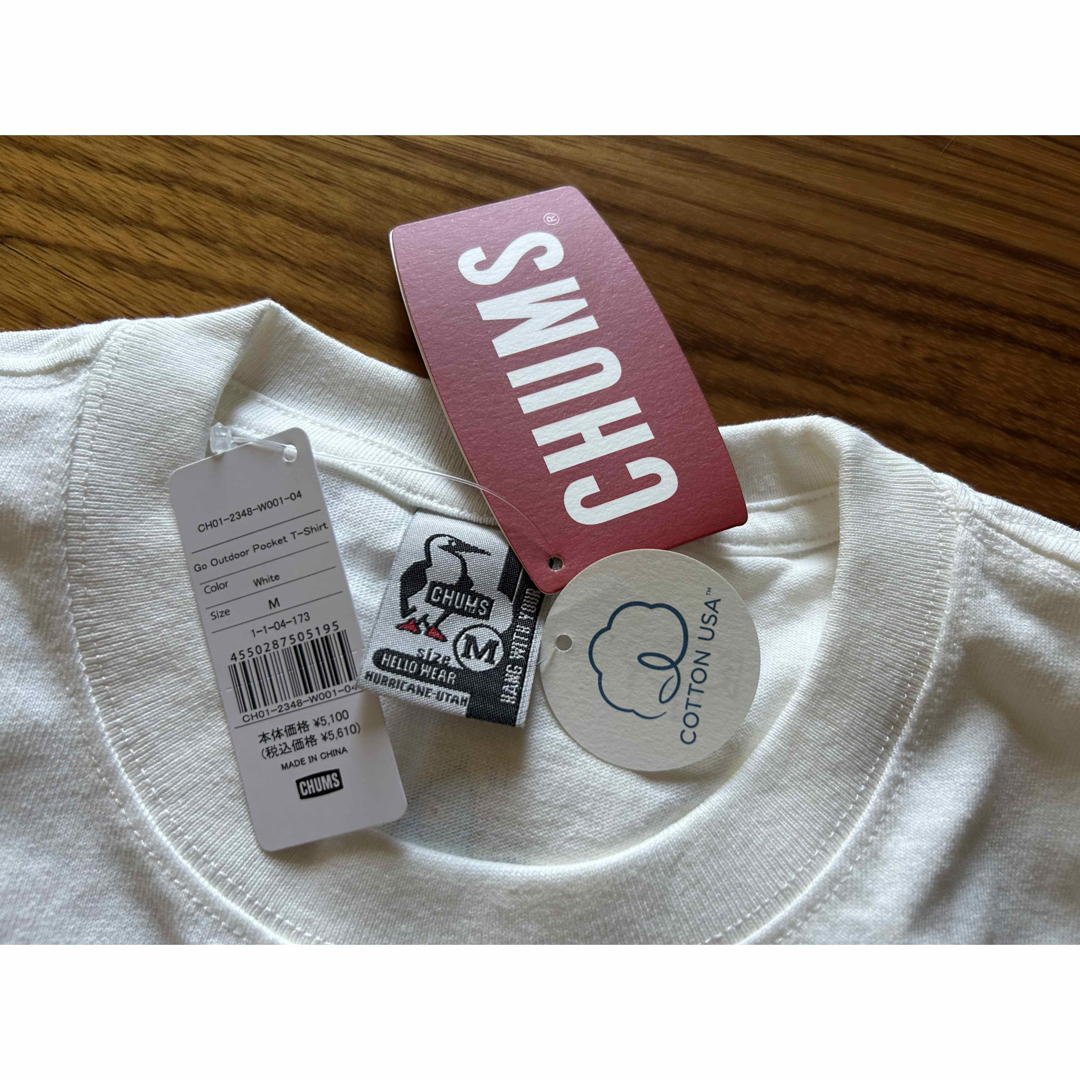 CHUMS®
CH01-2348-W001-04
Go Outdoor Pocket T-Shirt
Color White
Size M
1-1-04-173
4550287505195
CH01-2348-W001-04
本体価格 ¥5,100
(税込価格 ¥5,610)
MADE IN CHINA
CHUMS
CHUMS
size M
HELLO WEAR
HURRICANE-UTAH
HANG WITH YOUR
COTTON USA™